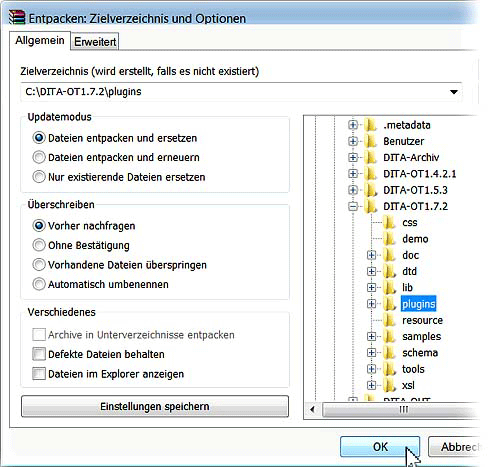 Entpacken: Zielverzeichnis und Optionen
Allgemein
Erweitert
Zielverzeichnis (wird erstellt, falls es nicht existiert)
C:\DITA-OT1.7.2\plugins
Updatemodus
Dateien entpacken und ersetzen
Dateien entpacken und erneuern
Nur existierende Dateien ersetzen
Überschreiben
Vorher nachfragen
Ohne Bestätigung
Vorhandene Dateien überspringen
Automatisch umbenennen
Verschiedenes
Archive in Unterverzeichnisse entpacken
Defekte Dateien behalten
Dateien im Explorer anzeigen
Einstellungen speichern
.metadata
Benutzer
DITA-Archiv
DITA-OT1.4.2.1
DITA-OT1.5.3
DITA-OT1.7.2
css
demo
doc
dtd
lib
plugins
resource
samples
schema
tools
xsl
DITA-OUT
OK
Abbrec